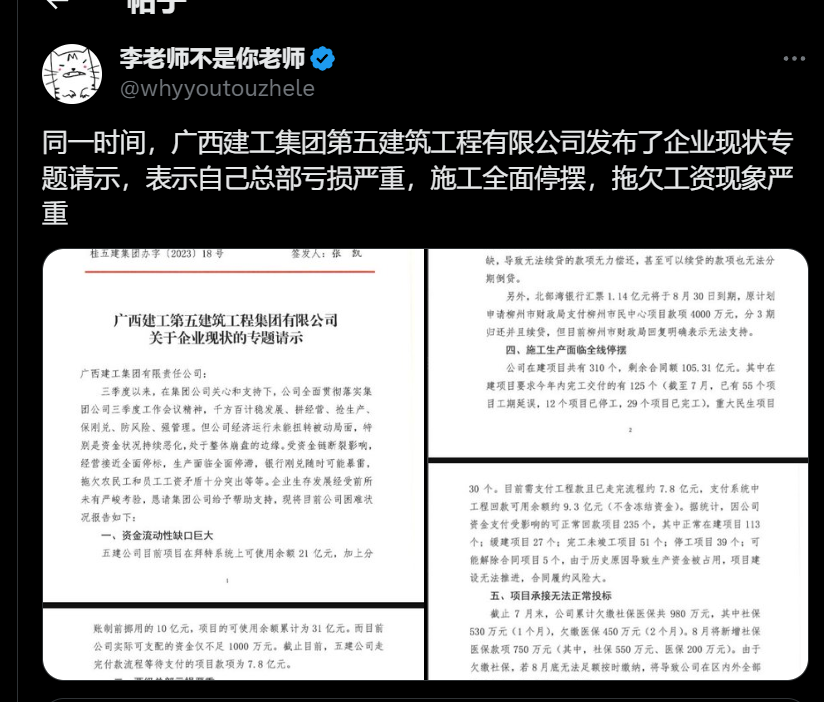 帖子
李老师不是你老师
@whyyoutouzhele
同一时间，广西建工集团第五建筑工程有限公司发布了企业现状专
题请示，表示自己总部亏损严重，施工全面停摆，拖欠工资现象严
重
桂五建集团办字〔2023〕18 号 签发人：张 凯
广西建工第五建筑工程集团有限公司
关于企业现状的专题请示
广西建工集团有限责任公司：
三季度以来，在集团公司关心和支持下，公司全面贯彻落实集
团公司三季度工作会议精神，千方百计稳发展、拼经营、抢生产、
保刚兑、防风险、强管理。但公司经济运行未能扭转被动局面，特
别是资金状况持续恶化，处于整体崩盘的边缘。受资金链断裂影响，
经营接近全面停标，生产面临全面停滞，银行刚兑随时可能暴雷，
拖欠农民工和员工工资矛盾十分突出等等。企业生存发展经受前所
未有严峻考验，恳请集团公司给予帮助支持，现将目前公司困难状
况报告如下：
一、资金流动性缺口巨大
五建公司目前项目在拜特系统上可使用余额 21 亿元，加上分
1
账制前挪用的 10 亿元，项目的可使用余额累计为 31 亿元。而目前
公司实际可支配的资金仅不足 1000 万元。截止目前，五建公司走
完付款流程等待支付的项目款项为 7.8 亿元。
缺，导致无法续贷的款项无力偿还，甚至可以续贷的款项也无法分
期倒贷。
另外，北部湾银行汇票 1.14 亿元将于 8 月 30 日到期，原计划
申请柳州市财政局支付柳州市民中心项目款项 4000 万元，分 3 期
归还并且续贷，但目前柳州市财政局回复明确表示无法支持。
四、施工生产面临全线停摆
公司在建项目共有 310 个，剩余合同额 105.31 亿元。其中在
建项目要求今年内完工交付的有 125 个（截至 7 月，已有 55 个项
目工期延误，12 个项目已停工，29 个项目已完工），重大民生项目
2
30 个。目前需支付工程款且已走完流程约 7.8 亿元，支付系统中
工程回款可用余额约 9.3 亿元（不含冻结资金）。据统计，因公司
资金支付受影响的可正常回款项目 235 个，其中正常在建项目 113
个；缓建项目 27 个；完工未竣工项目 51 个；停工项目 39 个；可
能解除合同项目 5 个，由于历史原因导致生产资金被占用，项目建
设无法推进，合同履约风险大。
五、项目承接无法正常投标
截止 7 月末，公司累计欠缴社保医保共 980 万元，其中社保
530 万元（1 个月），欠缴医保 450 万元（2 个月）。8 月将新增社保
医保款项 750 万元（其中，社保 550 万元、医保 200 万元）。由于
欠缴社保，若 8 月底无法足额按时缴纳，将导致公司在区内外全部